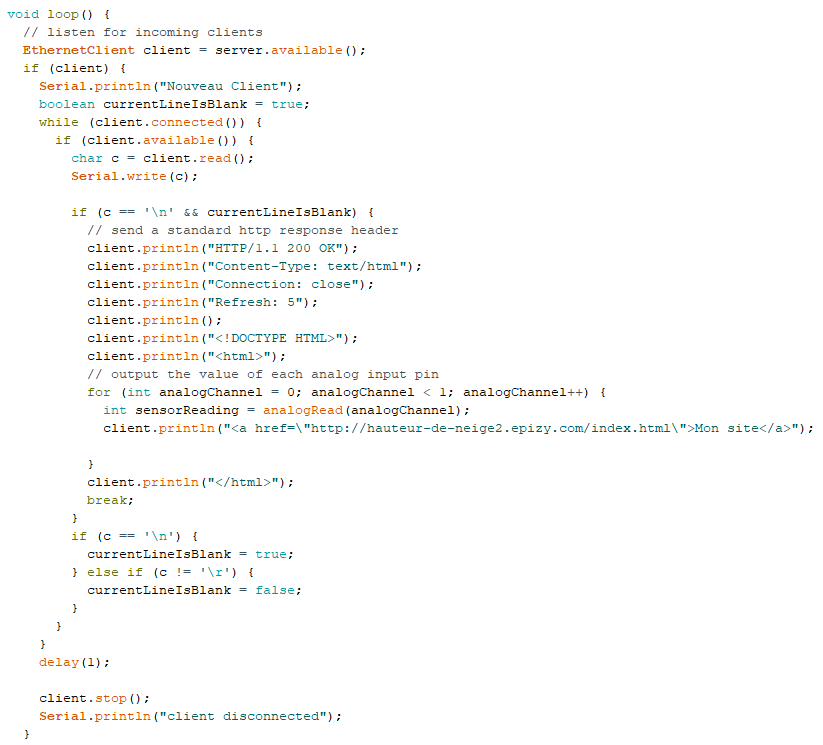 void loop() {
  // listen for incoming clients
  EthernetClient client = server.available();
  if (client) {
    Serial.println("Nouveau Client");
    boolean currentLineIsBlank = true;
    while (client.connected()) {
      if (client.available()) {
        char c = client.read();
        Serial.write(c);

        if (c == '\n' && currentLineIsBlank) {
          // send a standard http response header
          client.println("HTTP/1.1 200 OK");
          client.println("Content-Type: text/html");
          client.println("Connection: close");
          client.println("Refresh: 5");
          client.println();
          client.println("<!DOCTYPE HTML>");
          client.println("<html>");
          // output the value of each analog input pin
          for (int analogChannel = 0; analogChannel < 1; analogChannel++) {
            int sensorReading = analogRead(analogChannel);
            client.println("<a href=\"http://hauteur-de-neige2.epizy.com/index.html\">Mon site</a>");

          }
          client.println("</html>");
          break;
        }
        if (c == '\n') {
          currentLineIsBlank = true;
        } else if (c != '\r') {
          currentLineIsBlank = false;
        }
      }
    }
    delay(1);

    client.stop();
    Serial.println("client disconnected");
  }